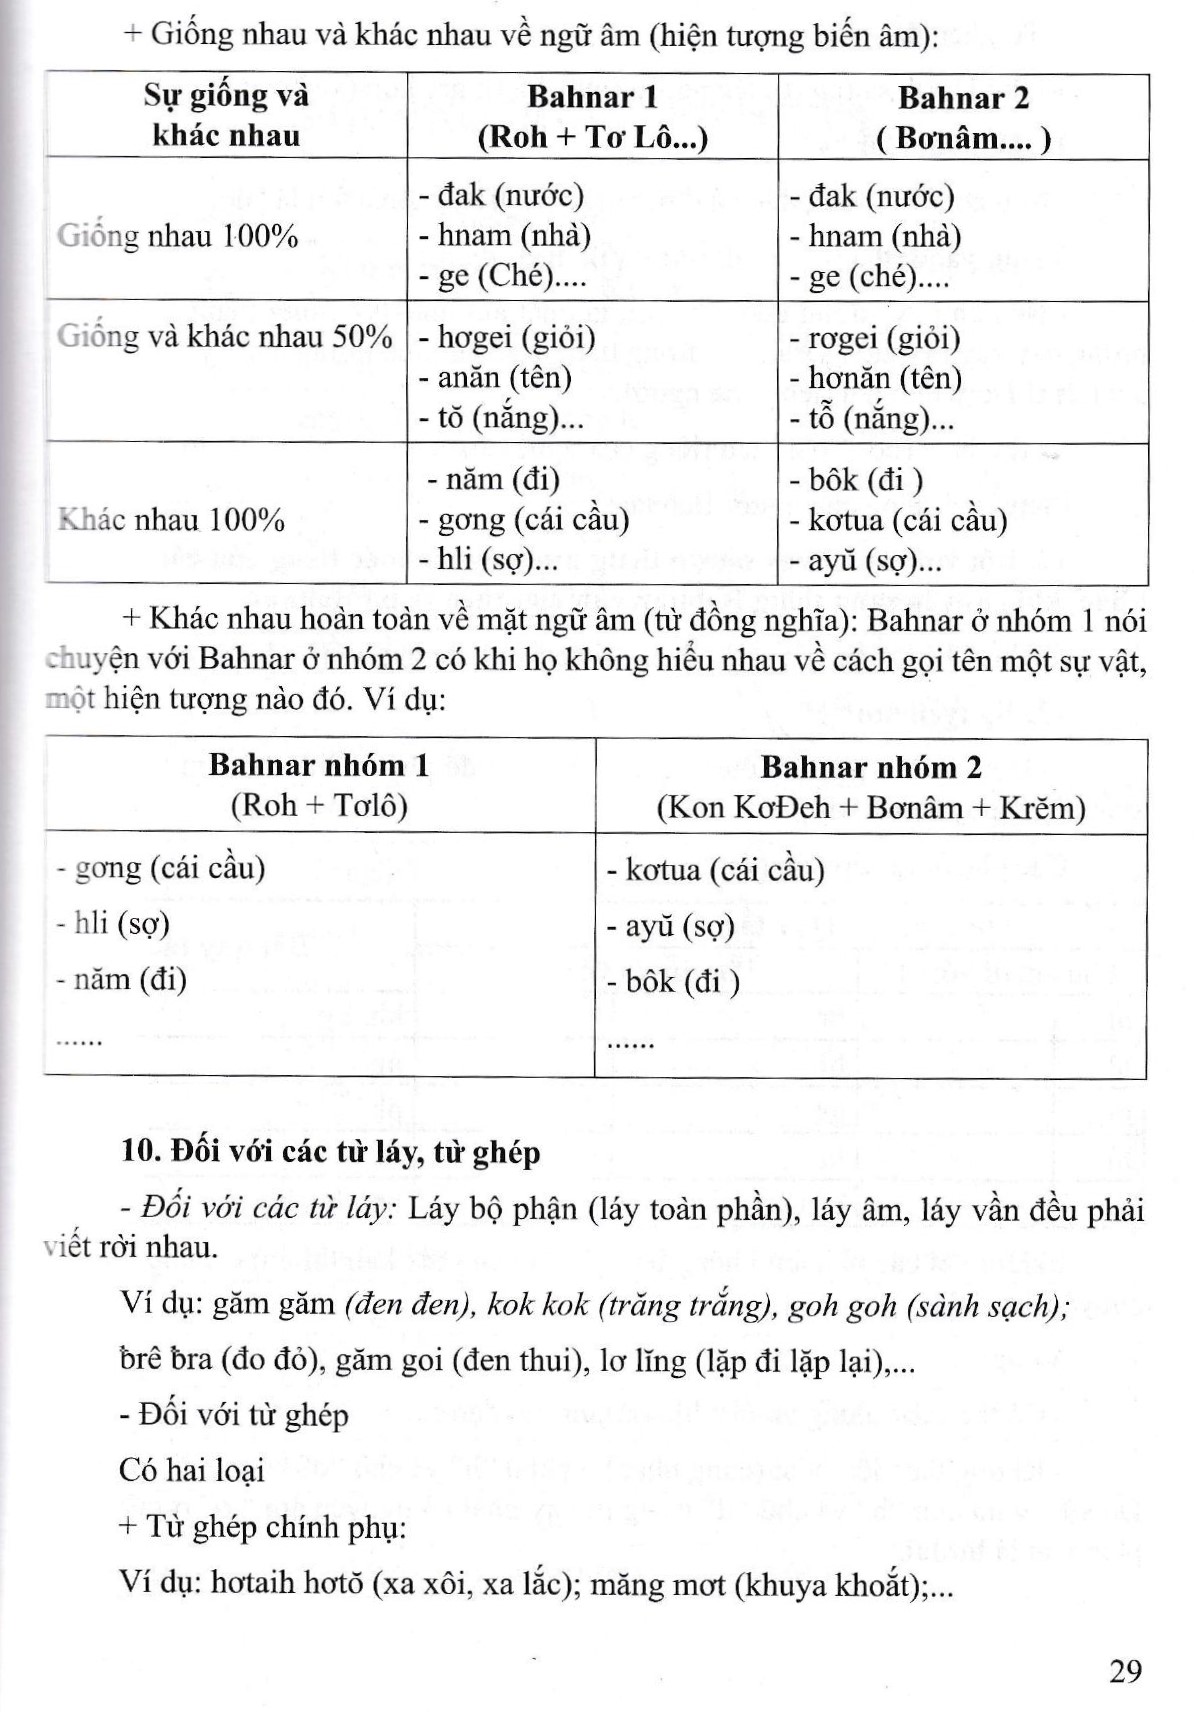 + Giống nhau và khác nhau về ngữ âm (hiện tượng biến âm):
Sự giống và khác nhau
Bahnar 1
(Roh + Tơ Lô...)
Bahnar 2
( Bơnâm.... )
Giống nhau 100%
- đak (nước)
- hnam (nhà)
- ge (Ché)....
- đak (nước)
- hnam (nhà)
- ge (ché)....
Giống và khác nhau 50%
- hơgei (giỏi)
- anăn (tên)
- tŏ (nắng)...
- rơgei (giỏi)
- hơnăn (tên)
- tỗ (nắng)...
Khác nhau 100%
- năm (đi)
- gơng (cái cầu)
- hli (sợ)...
- bôk (đi )
- kơtua (cái cầu)
- ayŭ (sợ)...
+ Khác nhau hoàn toàn về mặt ngữ âm (từ đồng nghĩa): Bahnar ở nhóm 1 nói
chuyện với Bahnar ở nhóm 2 có khi họ không hiểu nhau về cách gọi tên một sự vật,
một hiện tượng nào đó. Ví dụ:
Bahnar nhóm 1
(Roh + Tơlô)
Bahnar nhóm 2
(Kon KơĐeh + Bơnâm + Krĕm)
- gơng (cái cầu)
- hli (sợ)
- năm (đi)
......
- kơtua (cái cầu)
- ayŭ (sợ)
- bôk (đi )
......
10. Đối với các từ láy, từ ghép
- Đối với các từ láy: Láy bộ phận (láy toàn phần), láy âm, láy vần đều phải
viết rời nhau.
Ví dụ: găm găm (đen đen), kok kok (trăng trắng), goh goh (sành sạch);
ƀrê ƀra (đo đỏ), găm goi (đen thui), lơ lĭng (lặp đi lặp lại),...
- Đối với từ ghép
Có hai loại
+ Từ ghép chính phụ:
Ví dụ: hơtaih hơtŏ (xa xôi, xa lắc); măng mơt (khuya khoắt);...
29